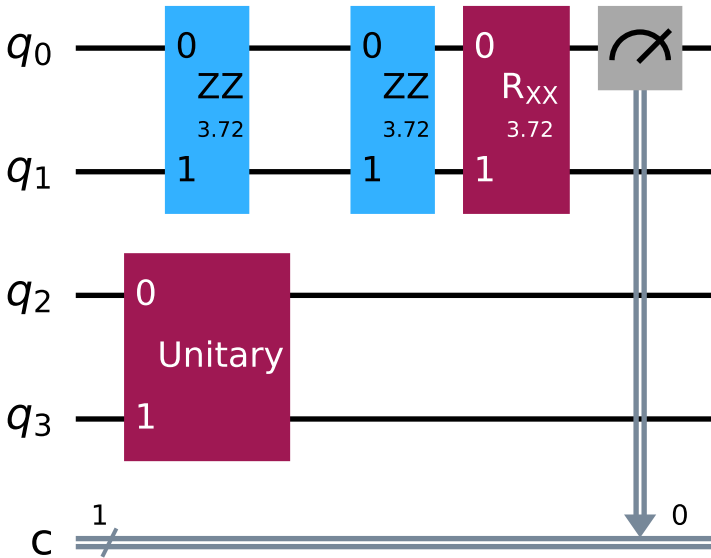 q0 0 0 0
ZZ ZZ RXX
3.72 3.72 3.72
q1 1 1 1
q2 0
Unitary
q3 1
1 0
c